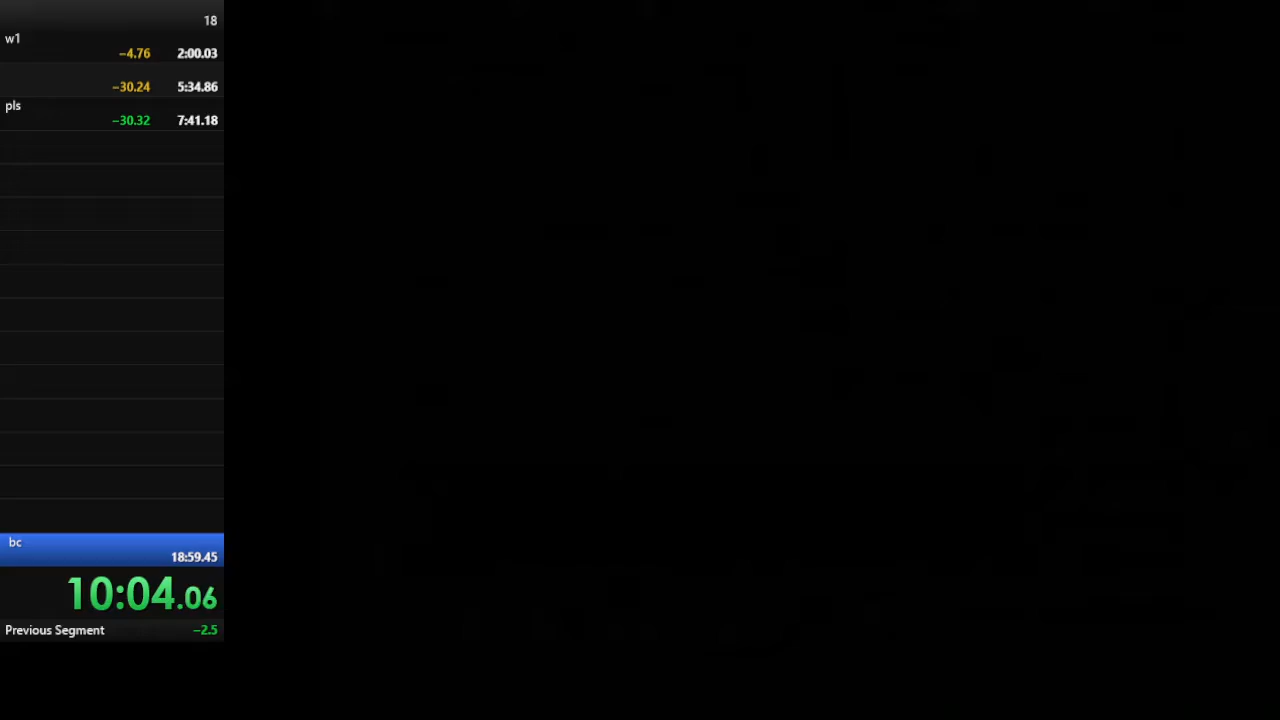 18
w1
−4.76 2:00.03
−30.24 5:34.86
pls
−30.32 7:41.18
bc
18:59.45
10:04.06
Previous Segment −2.5